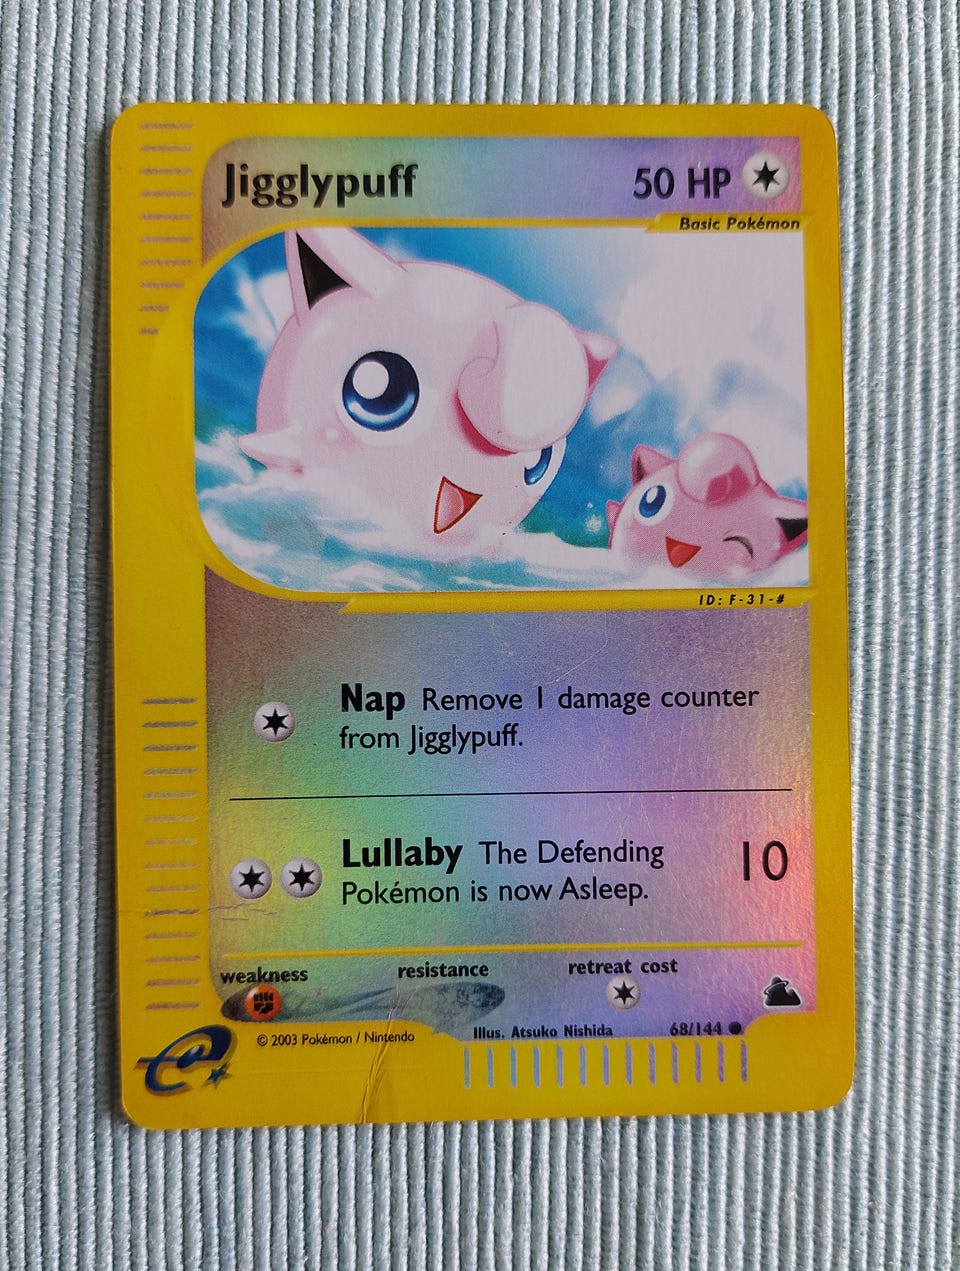 Jigglypuff 50 HP
Basic Pokémon
ID: F-31-#
Nap Remove 1 damage counter
from Jigglypuff.
Lullaby The Defending 10
Pokémon is now Asleep.
weakness resistance retreat cost
© 2003 Pokémon / Nintendo Illus. Atsuko Nishida 68/144
e